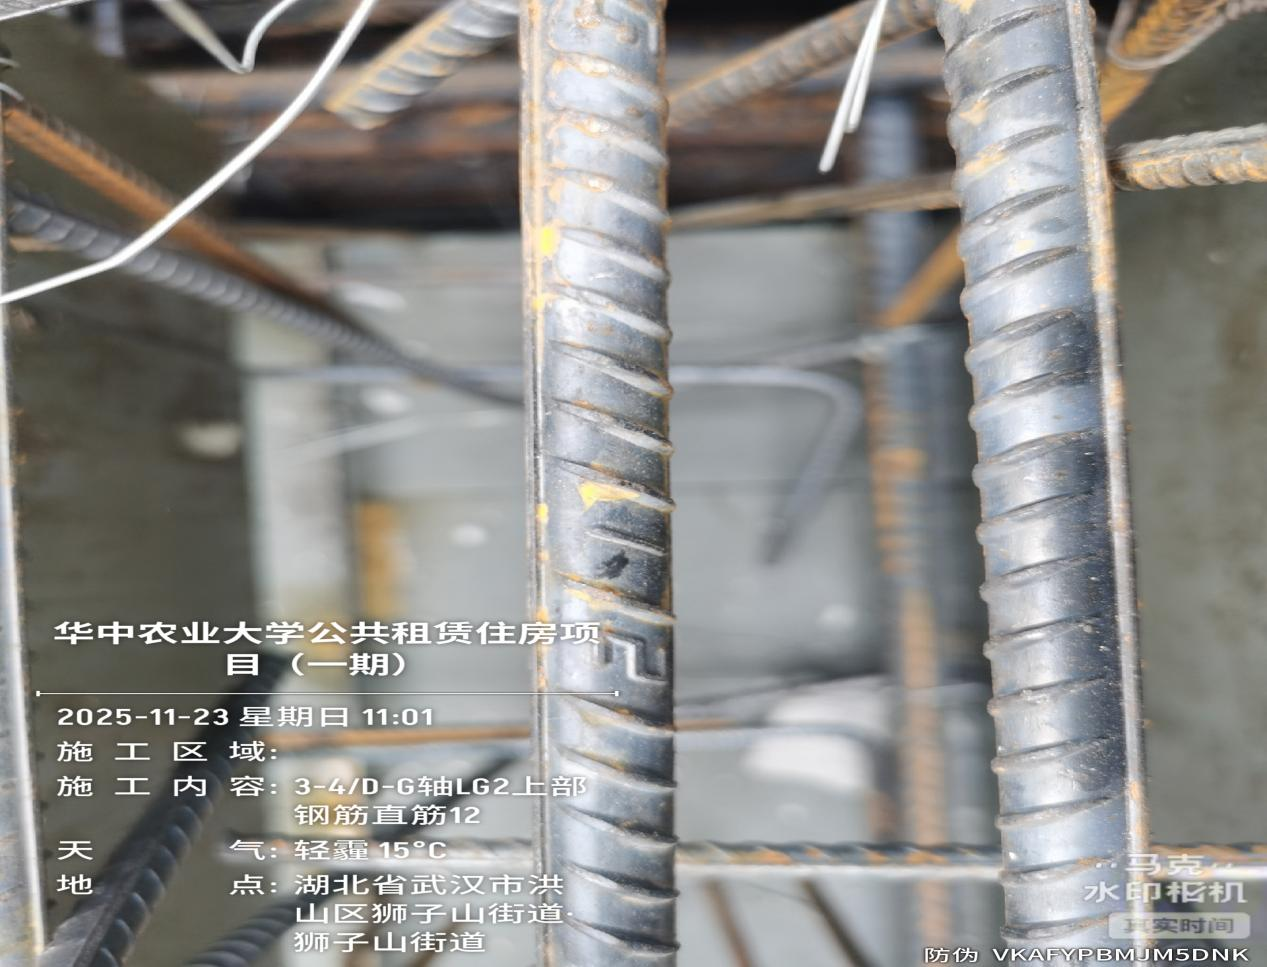 华中农业大学公共租赁住房项
目（一期）
2025-11-23 星期日 11:01
施工区域:
施工内容: 3-4/D-G轴LG2上部
钢筋直筋12
天气: 轻霾 15°C
地点: 湖北省武汉市洪
山区狮子山街道·
狮子山街道
马克
水印相机
真实时间
防伪 VKAFYPBMJM5DNK